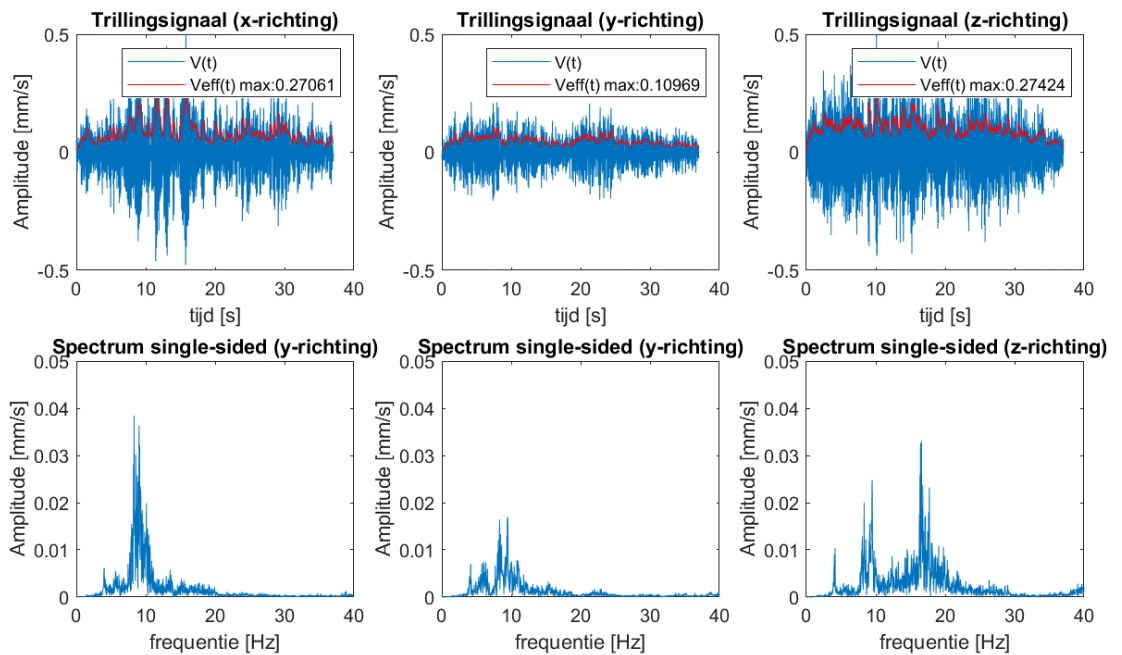 Trillingsignaal (x-richting)
0.5
0
-0.5
Amplitude [mm/s]
V(t)
Veff(t) max:0.27061
0 10 20 30 40
tijd [s]
Trillingsignaal (y-richting)
0.5
0
-0.5
Amplitude [mm/s]
V(t)
Veff(t) max:0.10969
0 10 20 30 40
tijd [s]
Trillingsignaal (z-richting)
0.5
0
-0.5
Amplitude [mm/s]
V(t)
Veff(t) max:0.27424
0 10 20 30 40
tijd [s]
Spectrum single-sided (y-richting)
0.05
0.04
0.03
0.02
0.01
0
Amplitude [mm/s]
0 10 20 30 40
frequentie [Hz]
Spectrum single-sided (y-richting)
0.05
0.04
0.03
0.02
0.01
0
Amplitude [mm/s]
0 10 20 30 40
frequentie [Hz]
Spectrum single-sided (z-richting)
0.05
0.04
0.03
0.02
0.01
0
Amplitude [mm/s]
0 10 20 30 40
frequentie [Hz]